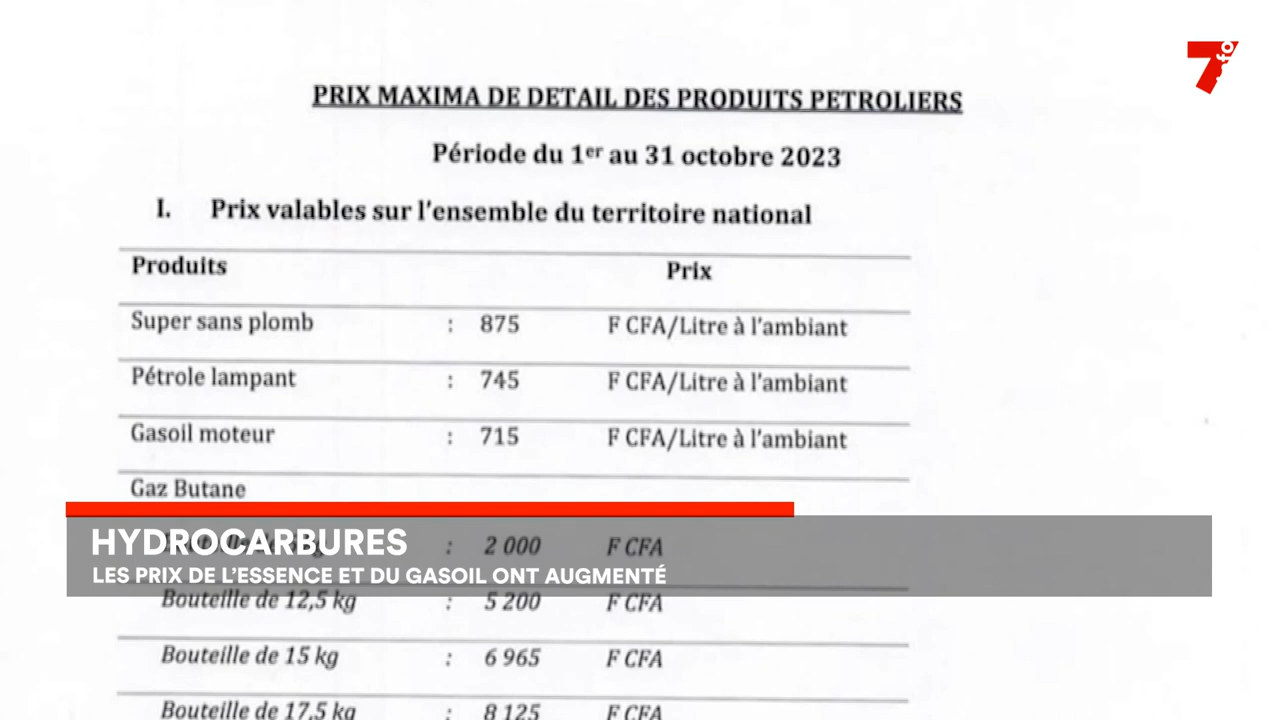 7
fo
PRIX MAXIMA DE DETAIL DES PRODUITS PETROLIERS
Période du 1er au 31 octobre 2023
I. Prix valables sur l'ensemble du territoire national
Produits Prix
Super sans plomb : 875 F CFA/Litre à l'ambiant
Pétrole lampant : 745 F CFA/Litre à l'ambiant
Gasoil moteur : 715 F CFA/Litre à l'ambiant
Gaz Butane
: 2 000 F CFA
HYDROCARBURES
LES PRIX DE L'ESSENCE ET DU GASOIL ONT AUGMENTÉ
Bouteille de 12,5 kg : 5 200 F CFA
Bouteille de 15 kg : 6 965 F CFA
Bouteille de 17,5 kg : 8 125 F CFA